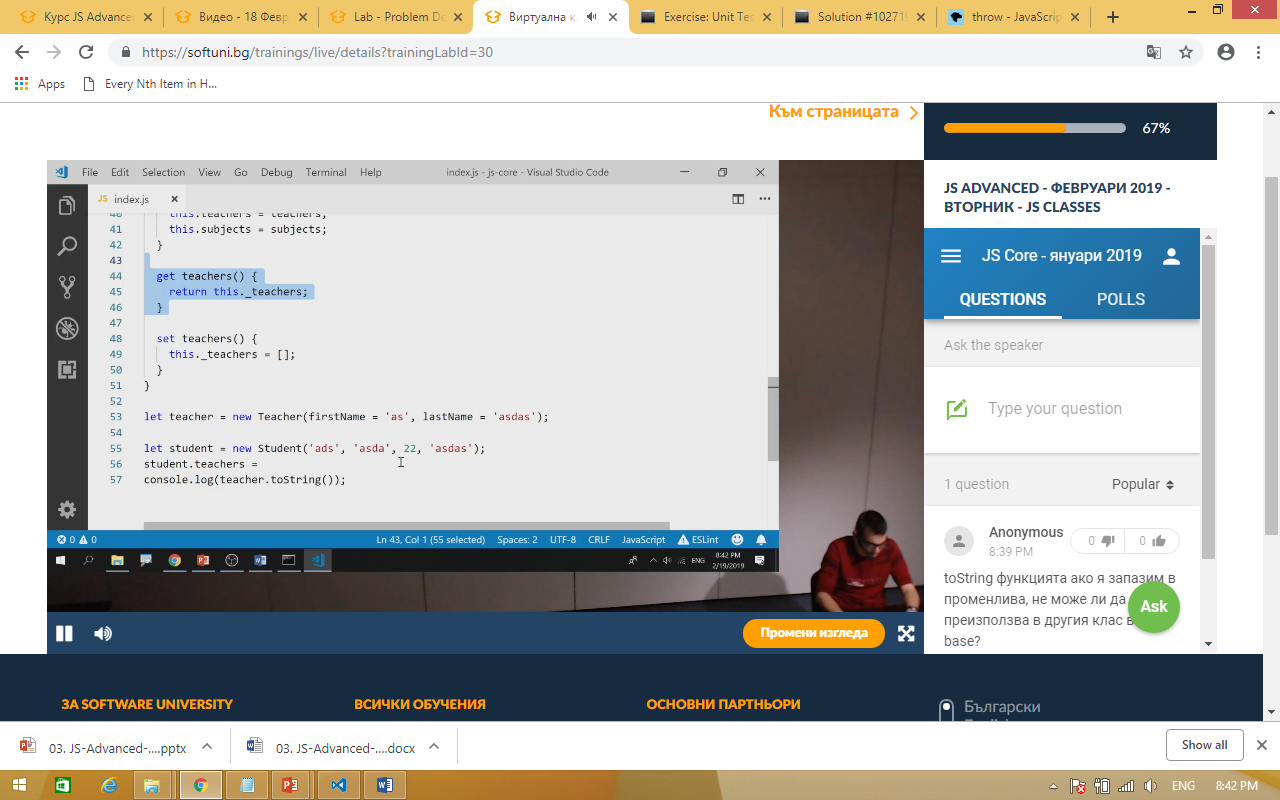 Курс JS Advance
Видео - 18 Февр
Lab - Problem De
Виртуална к
Exercise: Unit Tes
Solution #10271
throw - JavaScrip
https://softuni.bg/trainings/live/details?trainingLabId=30
Apps
Every Nth Item in H...
Към страницата
67%
File Edit Selection View Go Debug Terminal Help
index.js - js-core - Visual Studio Code
JS index.js
40 this.teachers = teachers;
41 this.subjects = subjects;
42 }
43
44 get teachers() {
45 return this._teachers;
46 }
47
48 set teachers() {
49 this._teachers = [];
50 }
51 }
52
53 let teacher = new Teacher(firstName = 'as', lastName = 'asdas');
54
55 let student = new Student('ads', 'asda', 22, 'asdas');
56 student.teachers =
57 console.log(teacher.toString());
0 0
Ln 43, Col 1 (55 selected) Spaces: 2 UTF-8 CRLF JavaScript ESLint
ENG
8:42 PM
2/19/2019
Промени изгледа
JS ADVANCED - ФЕВРУАРИ 2019 -
ВТОРНИК - JS CLASSES
JS Core - януари 2019
QUESTIONS POLLS
Ask the speaker
Type your question
1 question
Popular
Anonymous
8:39 PM
0 0
toString функцията ако я запазим в
променлива, не може ли да
преизползва в другия клас в
base?
Ask
ЗА SOFTWARE UNIVERSITY
ВСИЧКИ ОБУЧЕНИЯ
ОСНОВНИ ПАРТНЬОРИ
Български
03. JS-Advanced-....pptx
03. JS-Advanced-....docx
Show all
ENG 8:42 PM